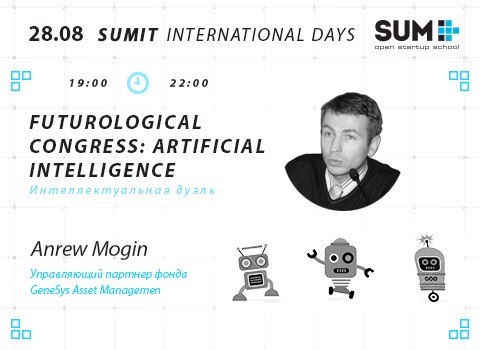 28.08 SUMIT INTERNATIONAL DAYS
SUM
open startup school
19:00 22:00
FUTUROLOGICAL
CONGRESS: ARTIFICIAL
INTELLIGENCE
Интеллектуальная дуэль
Anrew Mogin
Управляющий партнер фонда
GeneSys Asset Managemen